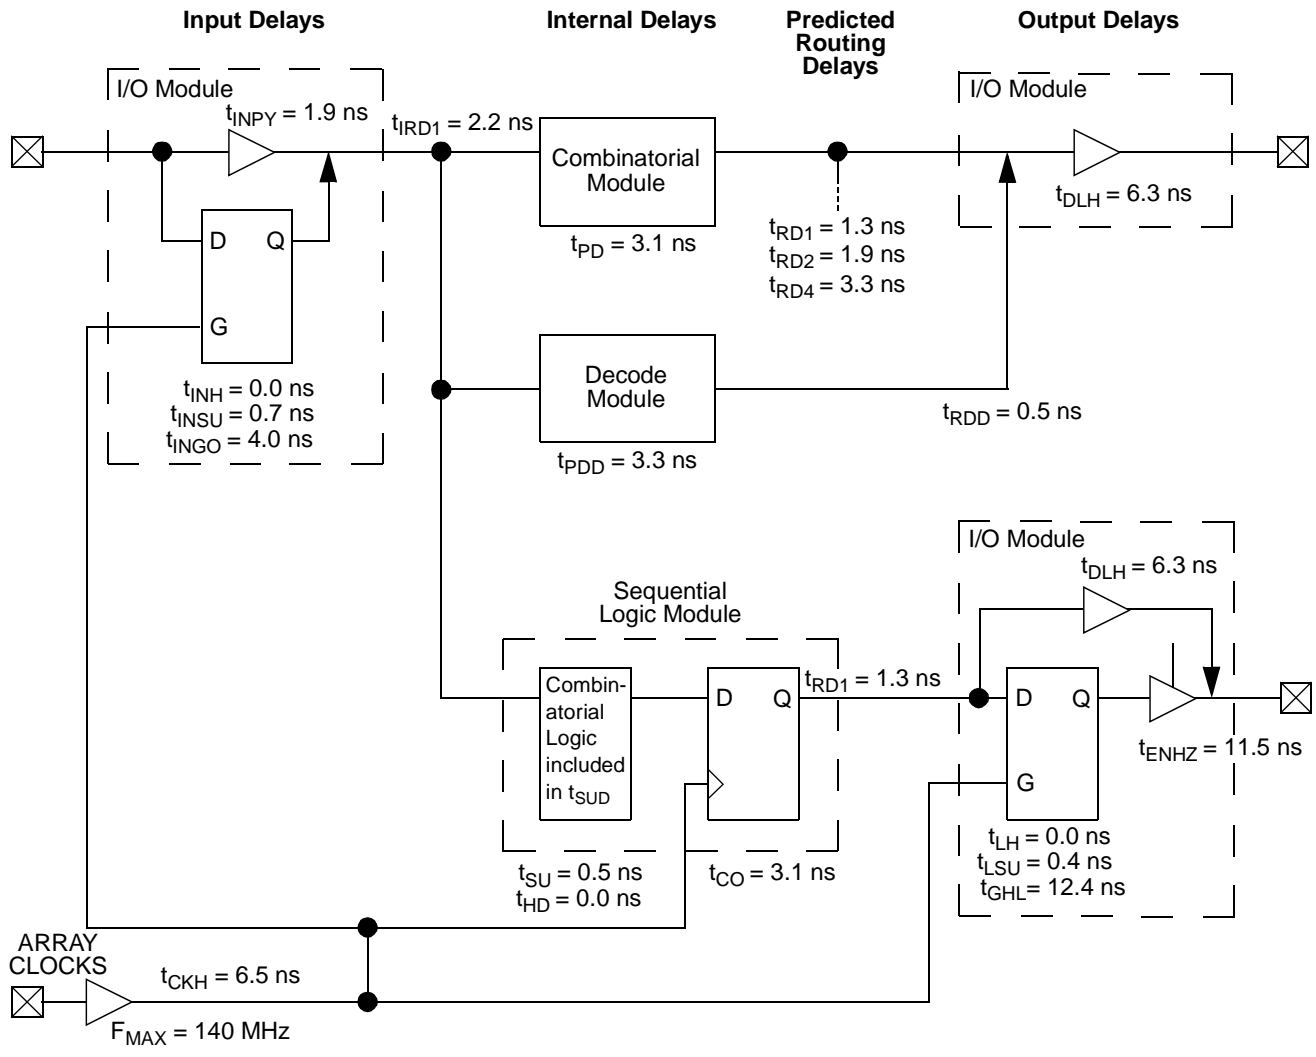 Input Delays
Internal Delays
Predicted
Routing
Delays
Output Delays
I/O Module
tINPY = 1.9 ns
tIRD1 = 2.2 ns
Combinatorial
Module
I/O Module
tDLH = 6.3 ns
D
Q
G
tPD = 3.1 ns
tRD1 = 1.3 ns
tRD2 = 1.9 ns
tRD4 = 3.3 ns
tINH = 0.0 ns
tINSU = 0.7 ns
tINGO = 4.0 ns
Decode
Module
tRDD = 0.5 ns
tPDD = 3.3 ns
I/O Module
tDLH = 6.3 ns
Sequential
Logic Module
Combin-
atorial
Logic
included
in tSUD
D
Q
tRD1 = 1.3 ns
D
Q
G
tENHZ = 11.5 ns
tSU = 0.5 ns
tHD = 0.0 ns
tCO = 3.1 ns
tLH = 0.0 ns
tLSU = 0.4 ns
tGHL = 12.4 ns
ARRAY
CLOCKS
tCKH = 6.5 ns
FMAX = 140 MHz